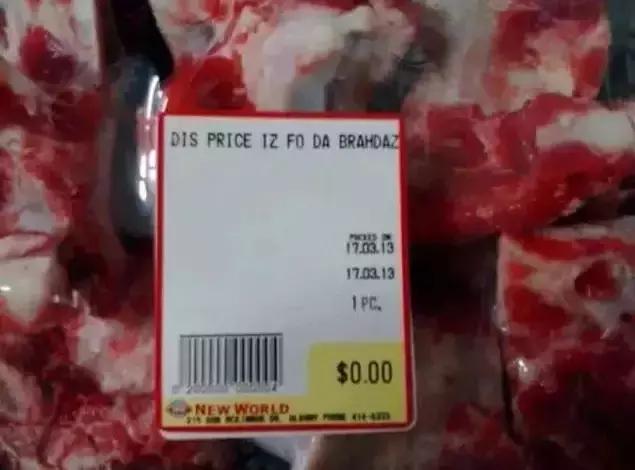 DIS PRICE IZ FO DA BRAHDAZ
PACKED ON
17.03.13
17.03.13
1 PC.
$0.00
NEW WORLD